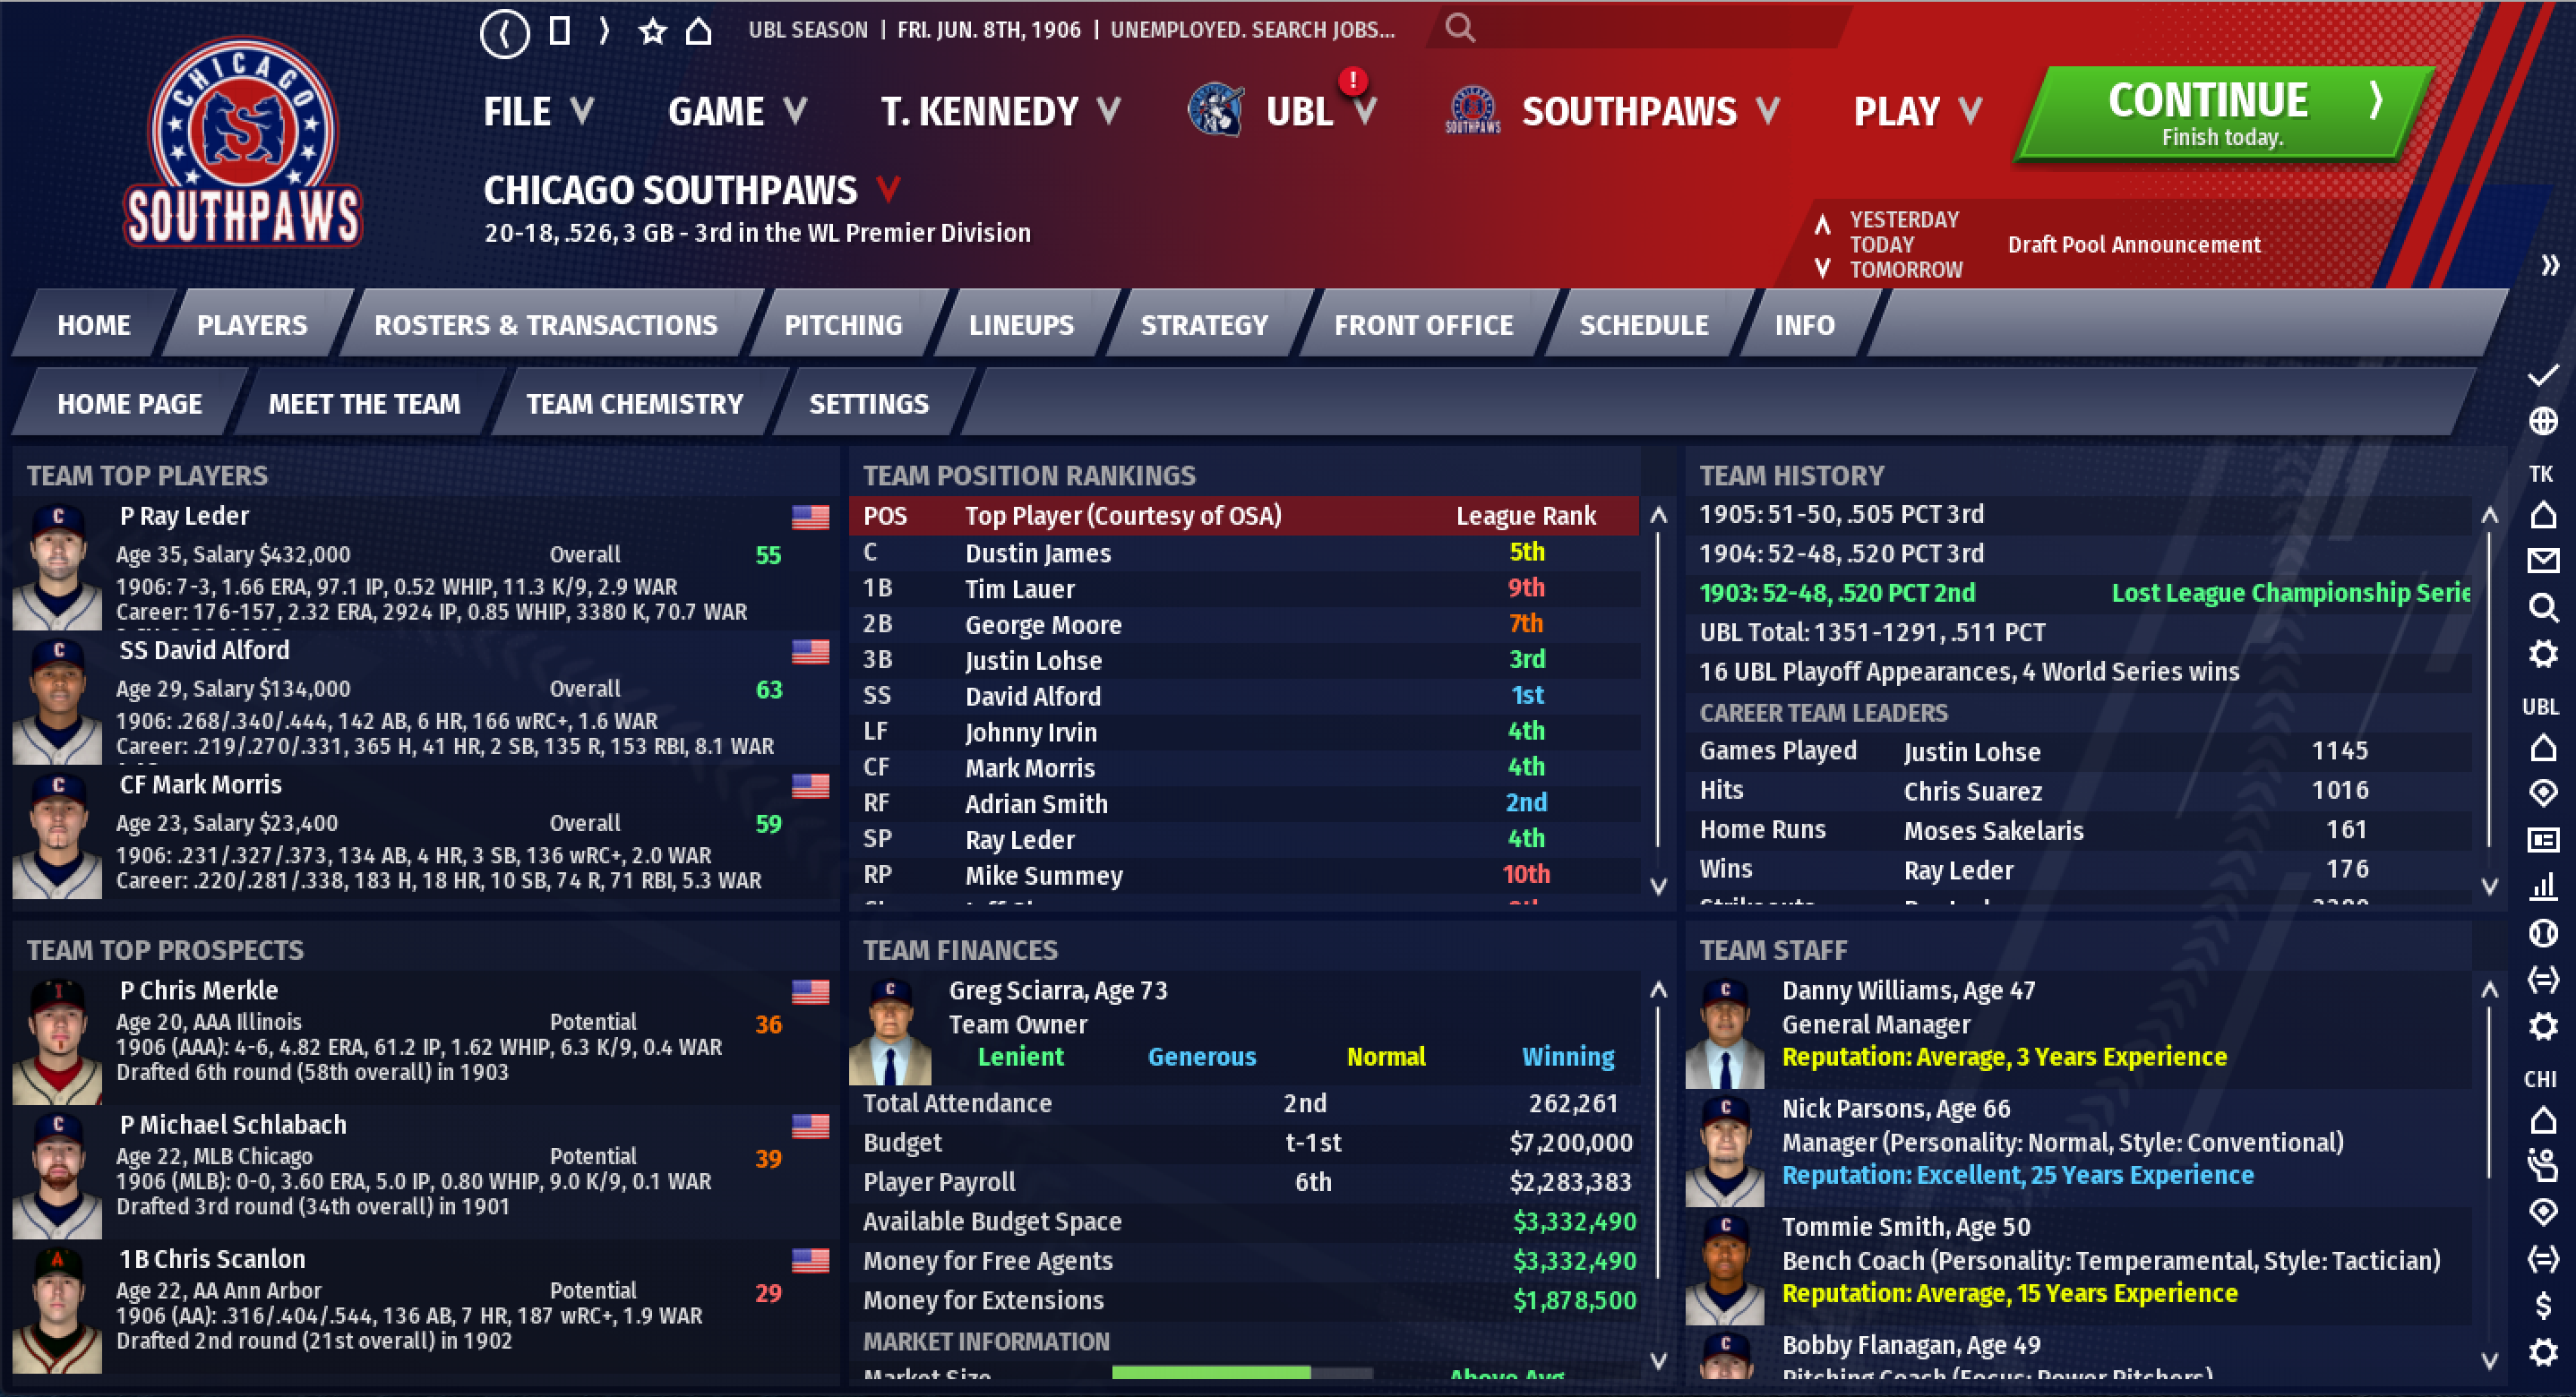 CHICAGO
S
SOUTHPAWS
UBL SEASON | FRI. JUN. 8TH, 1906 | UNEMPLOYED. SEARCH JOBS...
FILE GAME T. KENNEDY UBL ! SOUTHPAWS PLAY
CONTINUE
Finish today.
CHICAGO SOUTHPAWS
20-18, .526, 3 GB - 3rd in the WL Premier Division
YESTERDAY
TODAY Draft Pool Announcement
TOMORROW
HOME PLAYERS ROSTERS & TRANSACTIONS PITCHING LINEUPS STRATEGY FRONT OFFICE SCHEDULE INFO
HOME PAGE MEET THE TEAM TEAM CHEMISTRY SETTINGS
TEAM TOP PLAYERS
P Ray Leder
Age 35, Salary $432,000 Overall 55
1906: 7-3, 1.66 ERA, 97.1 IP, 0.52 WHIP, 11.3 K/9, 2.9 WAR
Career: 176-157, 2.32 ERA, 2924 IP, 0.85 WHIP, 3380 K, 70.7 WAR
SS David Alford
Age 29, Salary $134,000 Overall 63
1906: .268/.340/.444, 142 AB, 6 HR, 166 wRC+, 1.6 WAR
Career: .219/.270/.331, 365 H, 41 HR, 2 SB, 135 R, 153 RBI, 8.1 WAR
CF Mark Morris
Age 23, Salary $23,400 Overall 59
1906: .231/.327/.373, 134 AB, 4 HR, 3 SB, 136 wRC+, 2.0 WAR
Career: .220/.281/.338, 183 H, 18 HR, 10 SB, 74 R, 71 RBI, 5.3 WAR
TEAM POSITION RANKINGS
POS Top Player (Courtesy of OSA) League Rank
C Dustin James 5th
1B Tim Lauer 9th
2B George Moore 7th
3B Justin Lohse 3rd
SS David Alford 1st
LF Johnny Irvin 4th
CF Mark Morris 4th
RF Adrian Smith 2nd
SP Ray Leder 4th
RP Mike Summey 10th
TEAM HISTORY
1905: 51-50, .505 PCT 3rd
1904: 52-48, .520 PCT 3rd
1903: 52-48, .520 PCT 2nd Lost League Championship Serie
UBL Total: 1351-1291, .511 PCT
16 UBL Playoff Appearances, 4 World Series wins
CAREER TEAM LEADERS
Games Played Justin Lohse 1145
Hits Chris Suarez 1016
Home Runs Moses Sakelaris 161
Wins Ray Leder 176
TEAM TOP PROSPECTS
P Chris Merkle
Age 20, AAA Illinois Potential 36
1906 (AAA): 4-6, 4.82 ERA, 61.2 IP, 1.62 WHIP, 6.3 K/9, 0.4 WAR
Drafted 6th round (58th overall) in 1903
P Michael Schlabach
Age 22, MLB Chicago Potential 39
1906 (MLB): 0-0, 3.60 ERA, 5.0 IP, 0.80 WHIP, 9.0 K/9, 0.1 WAR
Drafted 3rd round (34th overall) in 1901
1B Chris Scanlon
Age 22, AA Ann Arbor Potential 29
1906 (AA): .316/.404/.544, 136 AB, 7 HR, 187 wRC+, 1.9 WAR
Drafted 2nd round (21st overall) in 1902
TEAM FINANCES
Greg Sciarra, Age 73
Team Owner
Lenient Generous Normal Winning
Total Attendance 2nd 262,261
Budget t-1st $7,200,000
Player Payroll 6th $2,283,383
Available Budget Space $3,332,490
Money for Free Agents $3,332,490
Money for Extensions $1,878,500
MARKET INFORMATION
Market Size Above Avg
TEAM STAFF
Danny Williams, Age 47
General Manager
Reputation: Average, 3 Years Experience
Nick Parsons, Age 66
Manager (Personality: Normal, Style: Conventional)
Reputation: Excellent, 25 Years Experience
Tommie Smith, Age 50
Bench Coach (Personality: Temperamental, Style: Tactician)
Reputation: Average, 15 Years Experience
Bobby Flanagan, Age 49
Pitching Coach (Focus: Power Pitchers)
TK
UBL
CHI